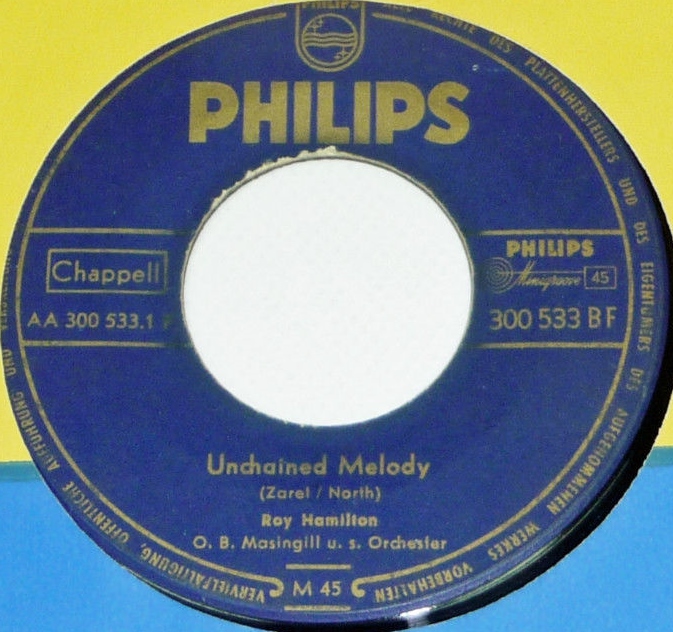 PHILIPS
PHILIPS
Chappell
AA 300 533.1
PHILIPS
Minigroove 45
300 533 BF
Unchained Melody
(Zaret / North)
Roy Hamilton
O. B. Masingill u. s. Orchester
M 45
RECHTE DES PLATTENHERSTELLERS UND DES EIGENTÜMERS DES AUFGENOMMENEN WERKES VORBEHALTEN
VERVIELFÄLTIGUNG, ÖFFENTLICHE AUFFÜHRUNG UND